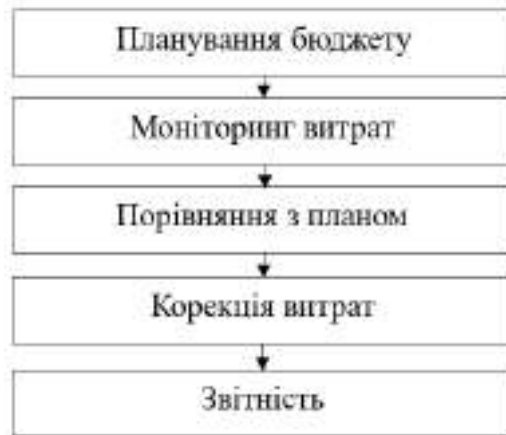 Планування бюджету
Моніторинг витрат
Порівняння з планом
Корекція витрат
Звітність